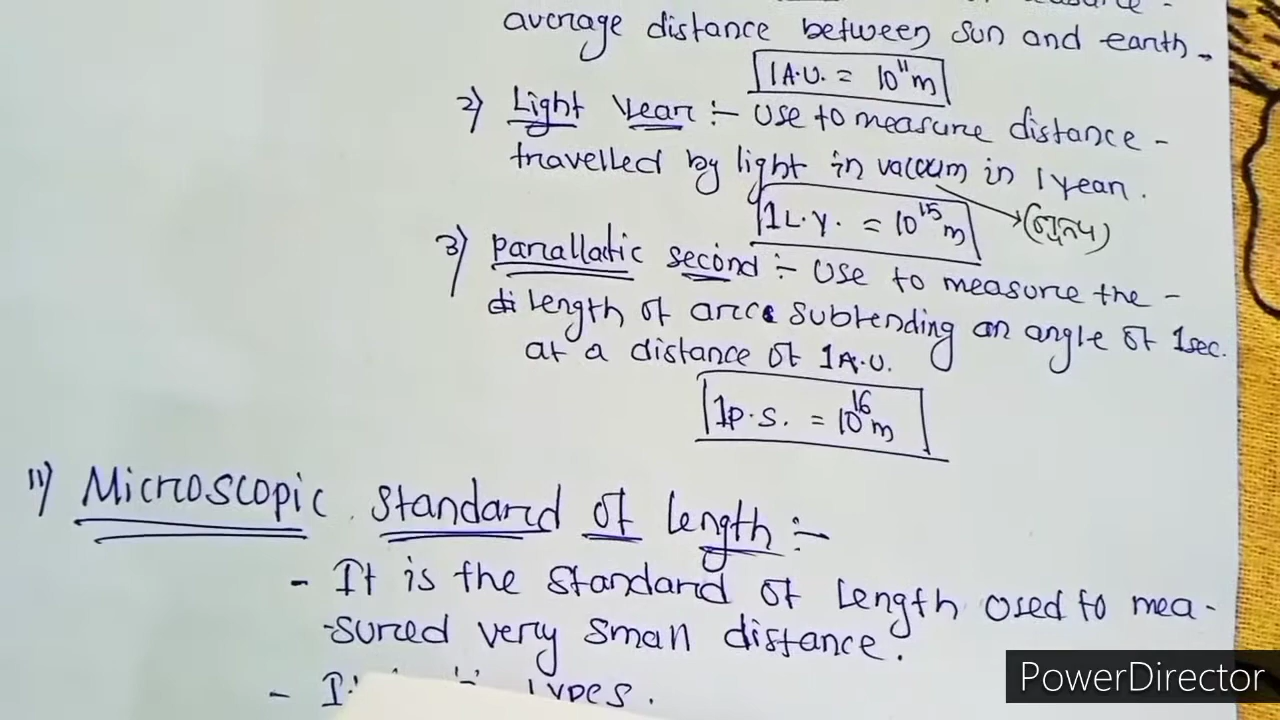 average distance between sun and earth.
1A.U. = 10¹¹m
2) Light Year :- Use to measure distance -
travelled by light in vaccum in 1 year.
1L.Y. = 10¹⁵m
3) parallatic second :- Use to measure the -
length of arc subtending an angle of 1sec.
at a distance of 1A.U.
1P.S. = 10¹⁶m
11) Microscopic standard of length :-
- It is the standard of length used to mea-
-sured very small distance.
- types.
PowerDirector